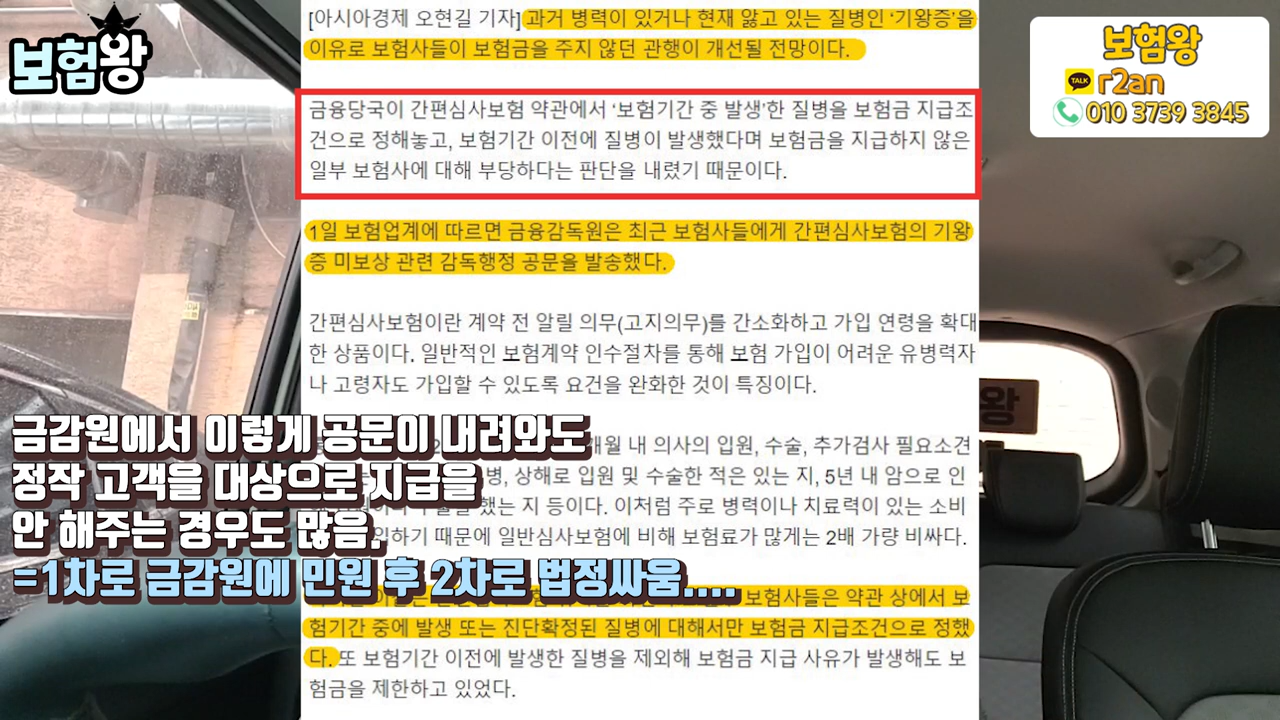 보험왕
보험왕
TALK r2an
010 3739 3845
[아시아경제 오현길 기자] 과거 병력이 있거나 현재 앓고 있는 질병인 ‘기왕증’을
이유로 보험사들이 보험금을 주지 않던 관행이 개선될 전망이다.
금융당국이 간편심사보험 약관에서 ‘보험기간 중 발생’한 질병을 보험금 지급조
건으로 정해놓고, 보험기간 이전에 질병이 발생했다며 보험금을 지급하지 않은
일부 보험사에 대해 부당하다는 판단을 내렸기 때문이다.
1일 보험업계에 따르면 금융감독원은 최근 보험사들에게 간편심사보험의 기왕
증 미보상 관련 감독행정 공문을 발송했다.
간편심사보험이란 계약 전 알릴 의무(고지의무)를 간소화하고 가입 연령을 확대
한 상품이다. 일반적인 보험계약 인수절차를 통해 보험 가입이 어려운 유병력자
나 고령자도 가입할 수 있도록 요건을 완화한 것이 특징이다.
개월 내 의사의 입원, 수술, 추가검사 필요소견
병, 상해로 입원 및 수술한 적은 있는 지, 5년 내 암으로 인
했는 지 등이다. 이처럼 주로 병력이나 치료력이 있는 소비
입하기 때문에 일반심사보험에 비해 보험료가 많게는 2배 가량 비싸다.
금감원에서 이렇게 공문이 내려와도
정작 고객을 대상으로 지급을
안 해주는 경우도 많음.
=1차로 금감원에 민원 후 2차로 법정싸움....
보험사들은 약관 상에서 보
험기간 중에 발생 또는 진단확정된 질병에 대해서만 보험금 지급조건으로 정했
다. 또 보험기간 이전에 발생한 질병을 제외해 보험금 지급 사유가 발생해도 보
험금을 제한하고 있었다.
왕